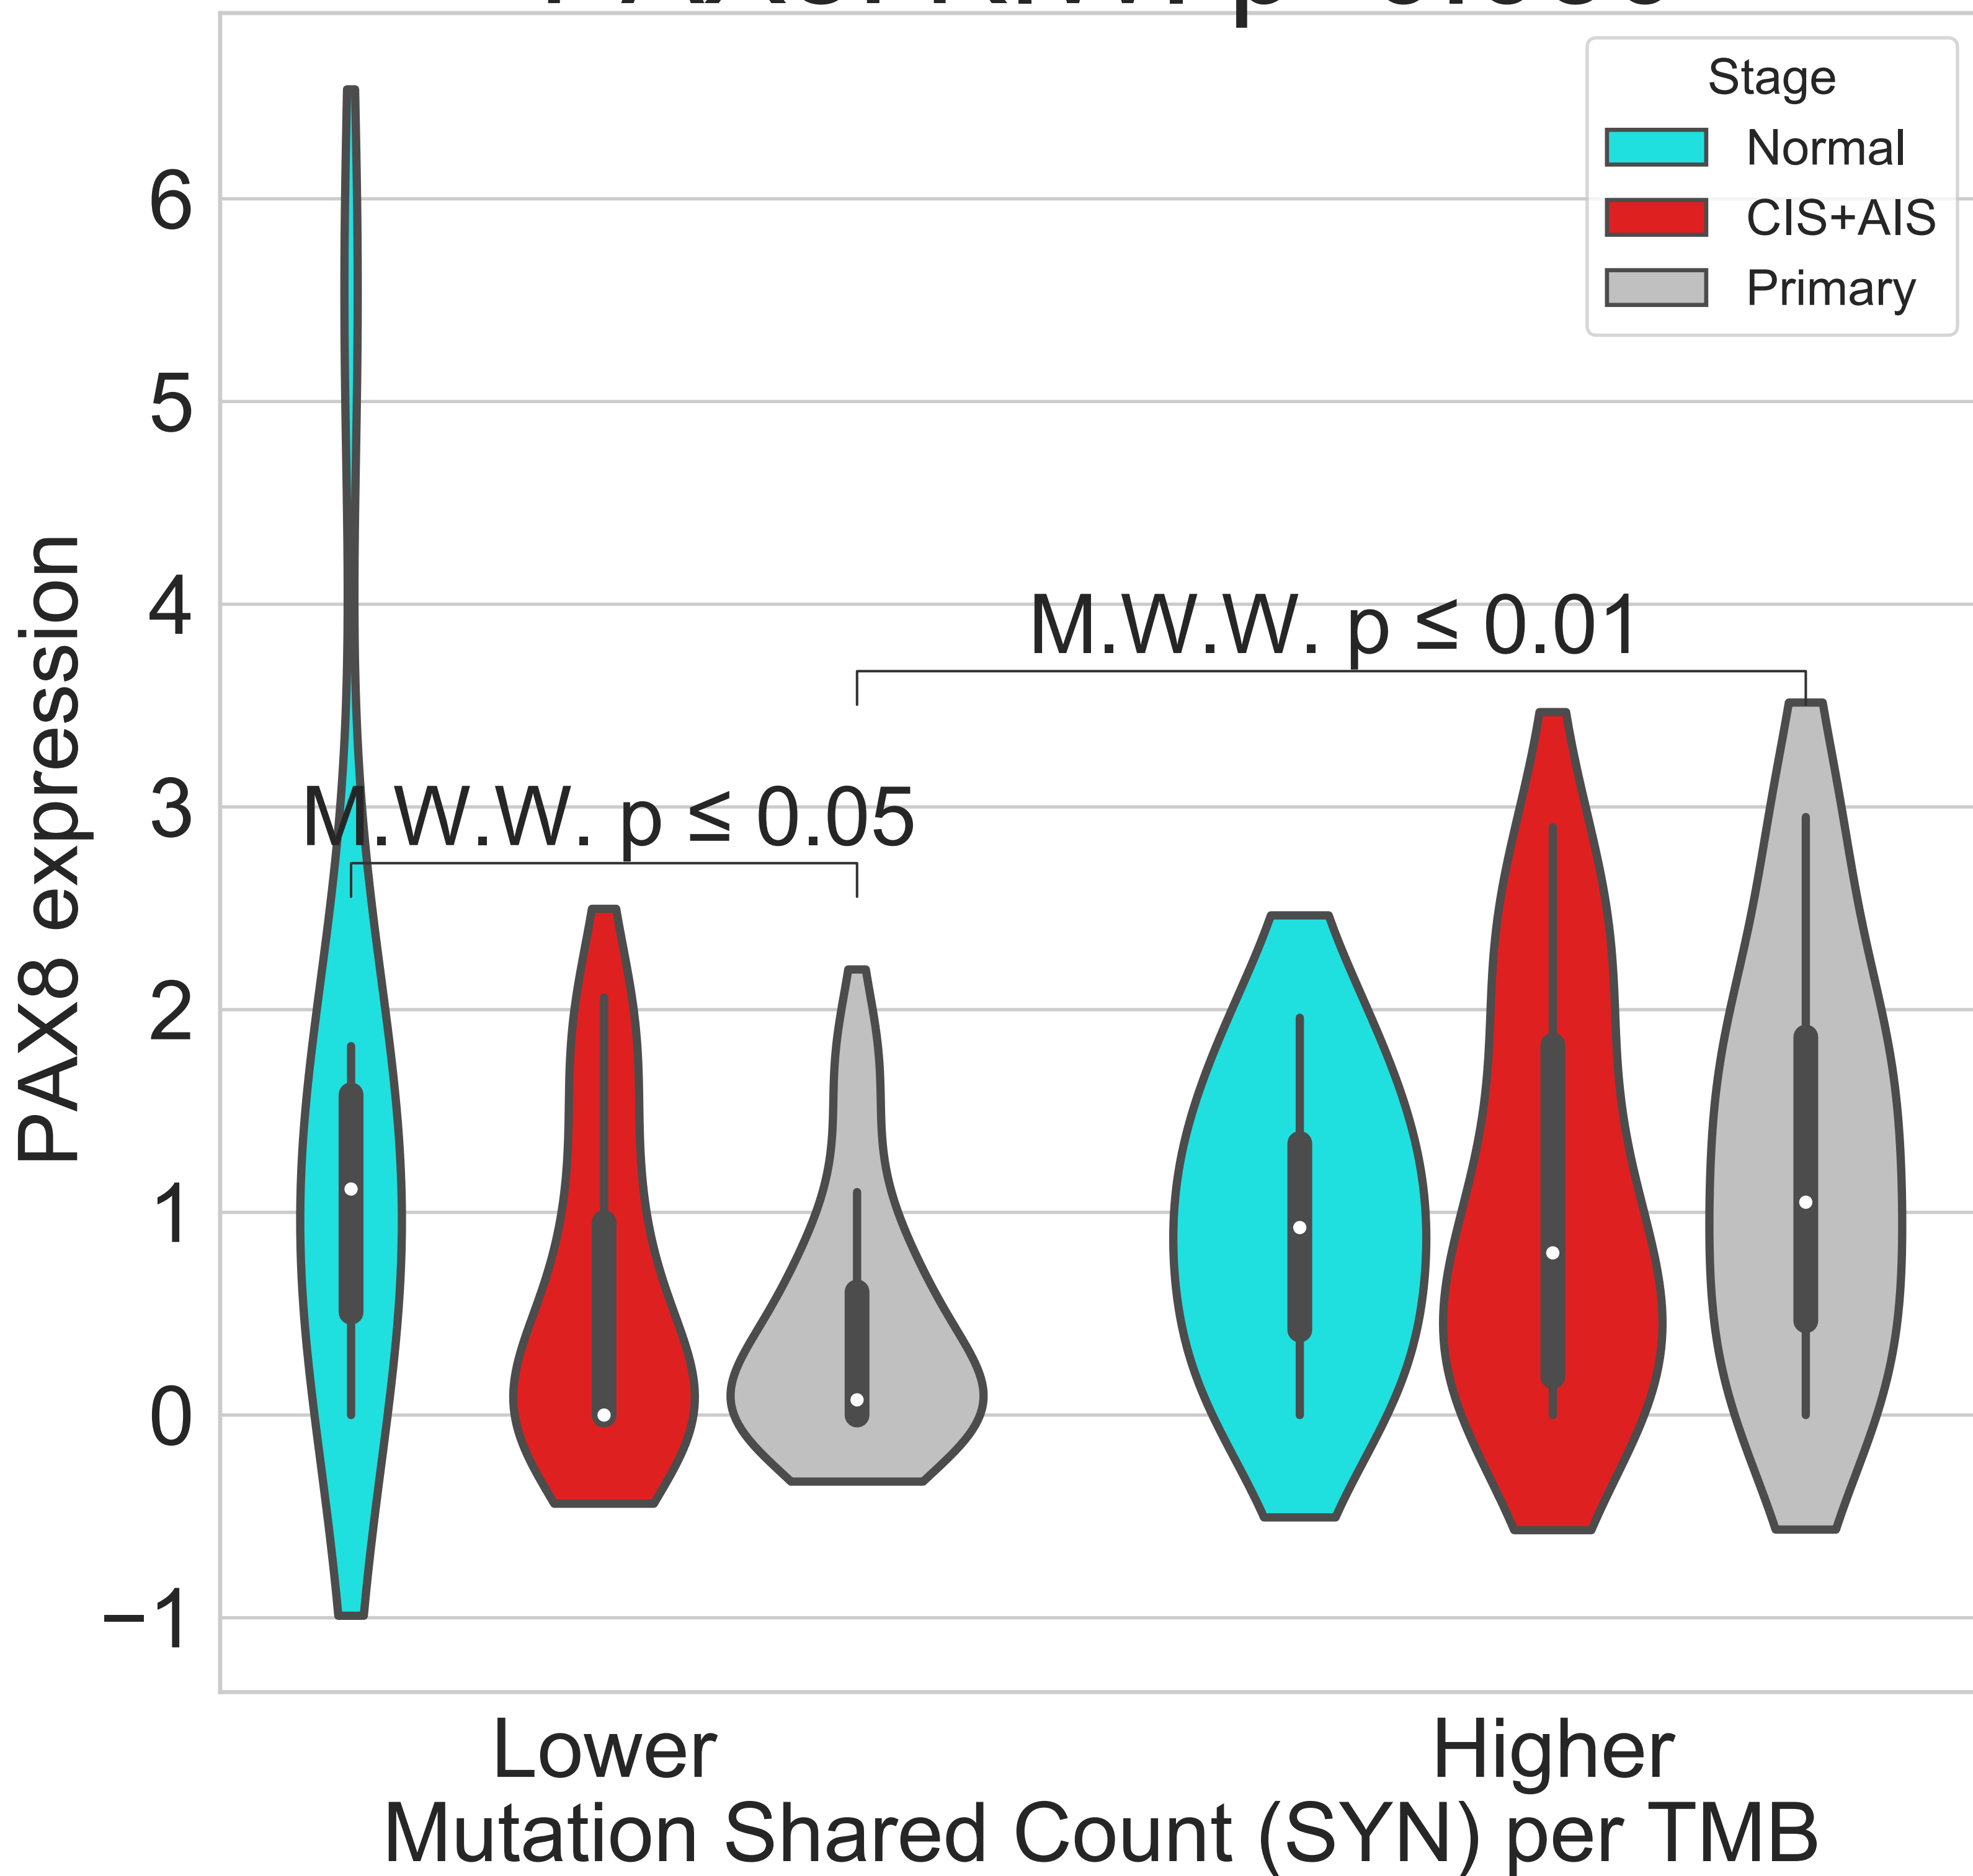 Stage
Normal
CIS+AIS
Primary
6
5
4
3
2
1
0
−1
PAX8 expression
M.W.W. p ≤ 0.01
M.W.W. p ≤ 0.05
Lower
Higher
Mutation Shared Count (SYN) per TMB